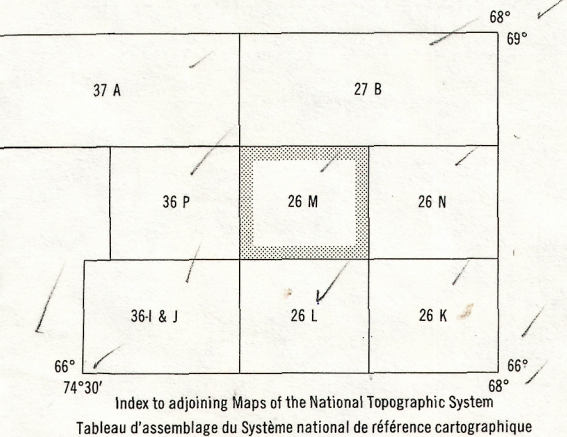 68°
69°
37 A
27 B
36 P
26 M
26 N
36-I & J
26 L
26 K
66°
66°
74°30'
68°
Index to adjoining Maps of the National Topographic System
Tableau d'assemblage du Système national de référence cartographique